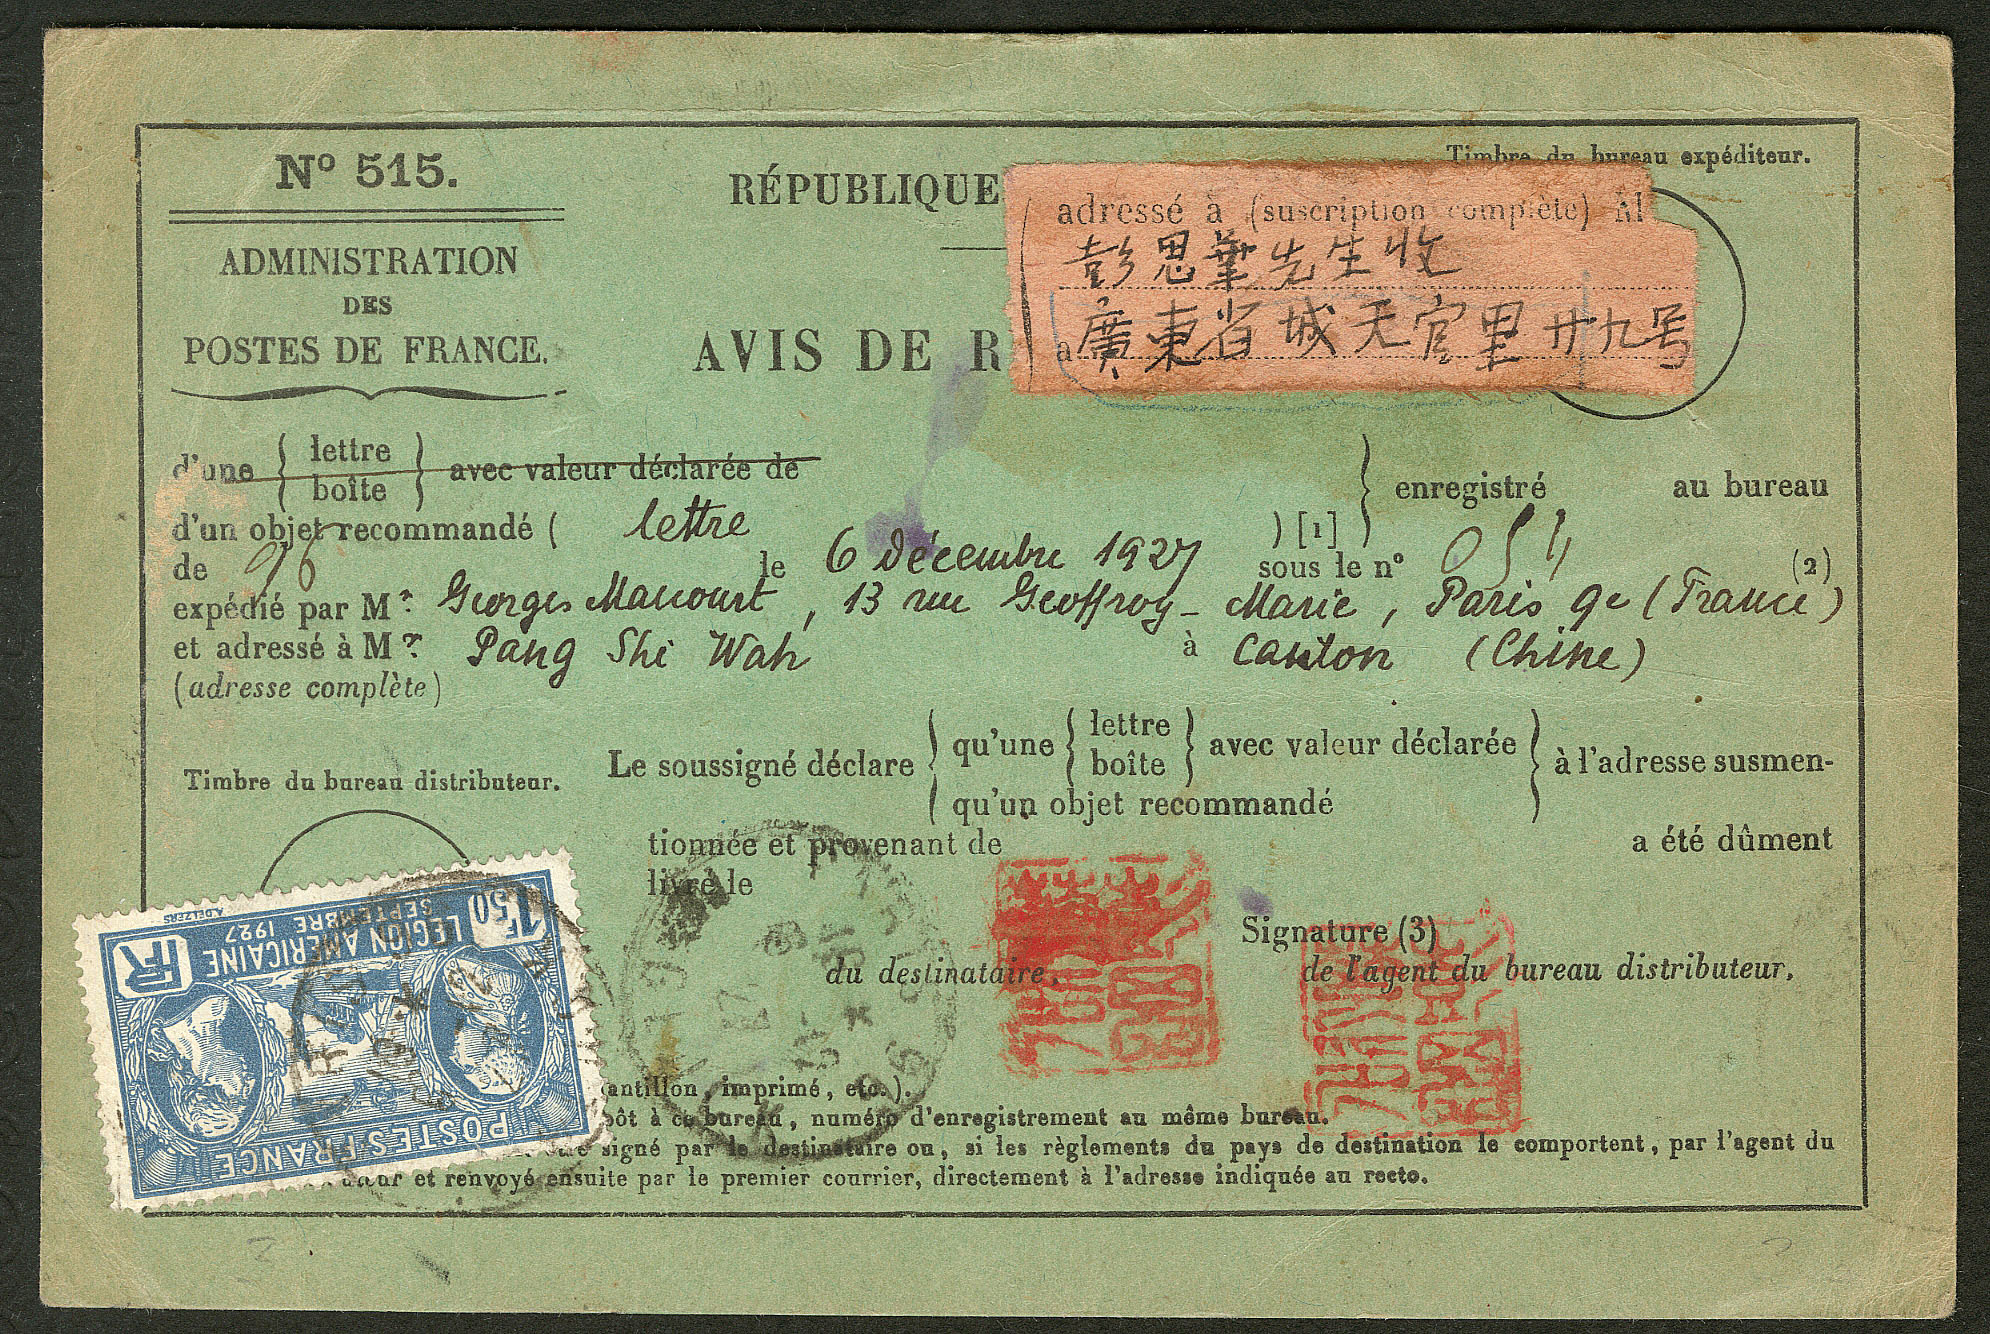 Nº 515.
ADMINISTRATION
DES
POSTES DE FRANCE.
RÉPUBLIQUE
AVIS DE R
Timbre du bureau expéditeur.
adressé à (suscription complète) M
彭思華先生收
à 廣東省城天官里廿九号
d'une { lettre boîte } avec valeur déclarée de
d'un objet recommandé ( lettre ) [1] } enregistré au bureau
de 96 le 6 décembre 1927 sous le nº 054 (2)
expédié par Mr. Georges Maucourt, 13 rue Geoffroy-Marie, Paris 9e (France)
et adressé à Mr. Pang Shi Wah à Canton (Chine)
(adresse complète)
Timbre du bureau distributeur.
Le soussigné déclare { qu'une { lettre boîte } avec valeur déclarée
qu'un objet recommandé } à l'adresse susmen-
tionnée et provenant de a été dûment
livré le
Signature (3)
du destinataire. de l'agent du bureau distributeur.
antillon, imprimé, etc.).
pôt à ce bureau, numéro d'enregistrement au même bureau.
être signé par le destinataire ou, si les règlements du pays de destination le comportent, par l'agent du
et renvoyé ensuite par le premier courrier, directement à l'adresse indiquée au recto.
POSTES FRANCE
LEGION AMERICAINE
SEPTEMBRE 1927
1F50
RF
A.DELZERS